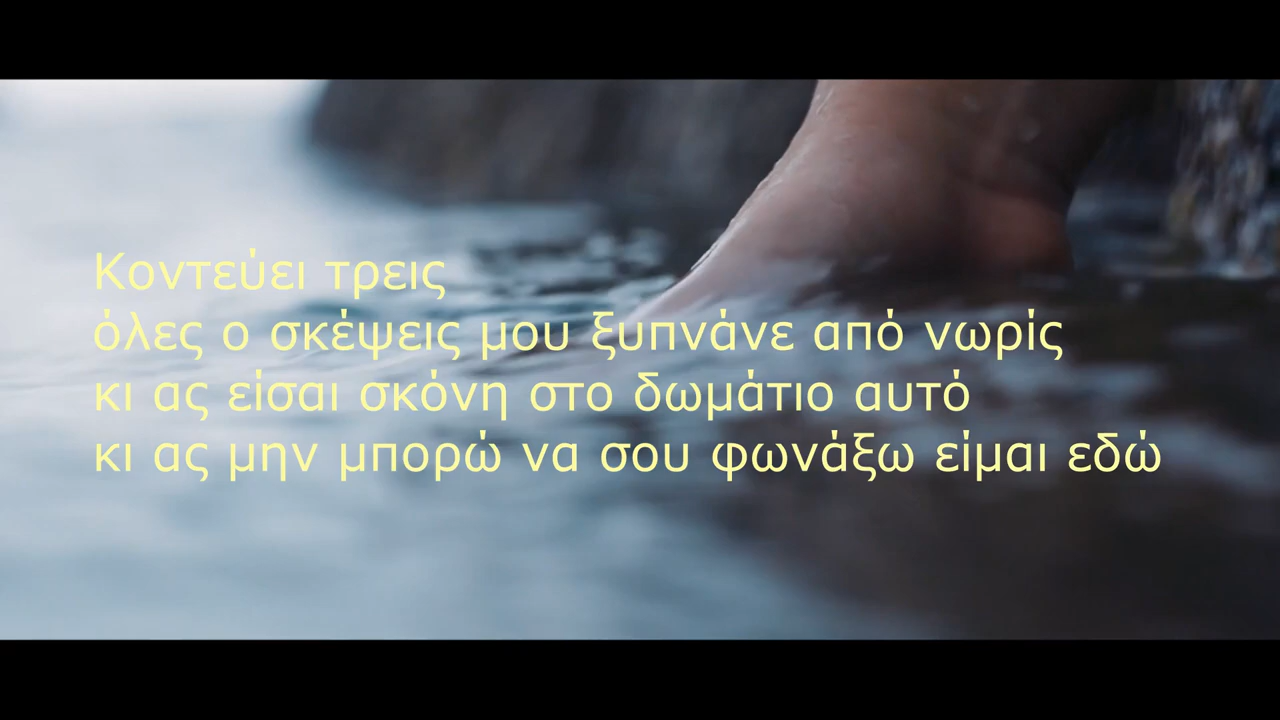 Κοντεύει τρεις
όλες ο σκέψεις μου ξυπνάνε από νωρίς
κι ας είσαι σκόνη στο δωμάτιο αυτό
κι ας μην μπορώ να σου φωνάξω είμαι εδώ